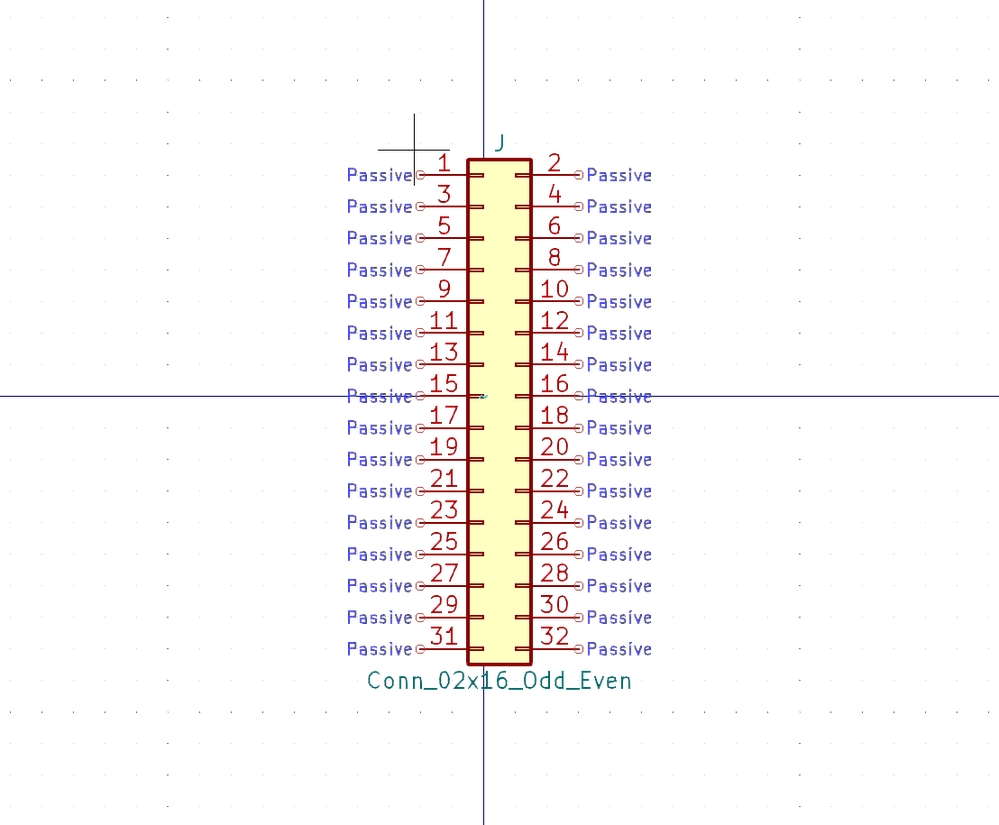 J
Passive 1 2 Passive
Passive 3 4 Passive
Passive 5 6 Passive
Passive 7 8 Passive
Passive 9 10 Passive
Passive 11 12 Passive
Passive 13 14 Passive
Passive 15 16 Passive
Passive 17 18 Passive
Passive 19 20 Passive
Passive 21 22 Passive
Passive 23 24 Passive
Passive 25 26 Passive
Passive 27 28 Passive
Passive 29 30 Passive
Passive 31 32 Passive
Conn_02x16_Odd_Even